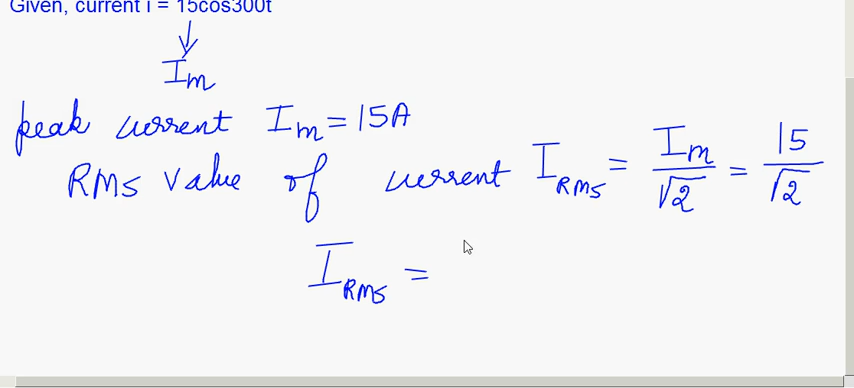 Given, current i = 15cos300t
Im
peak current Im = 15A
RMS value of current IRMS = Im/√2 = 15/√2
IRMS =